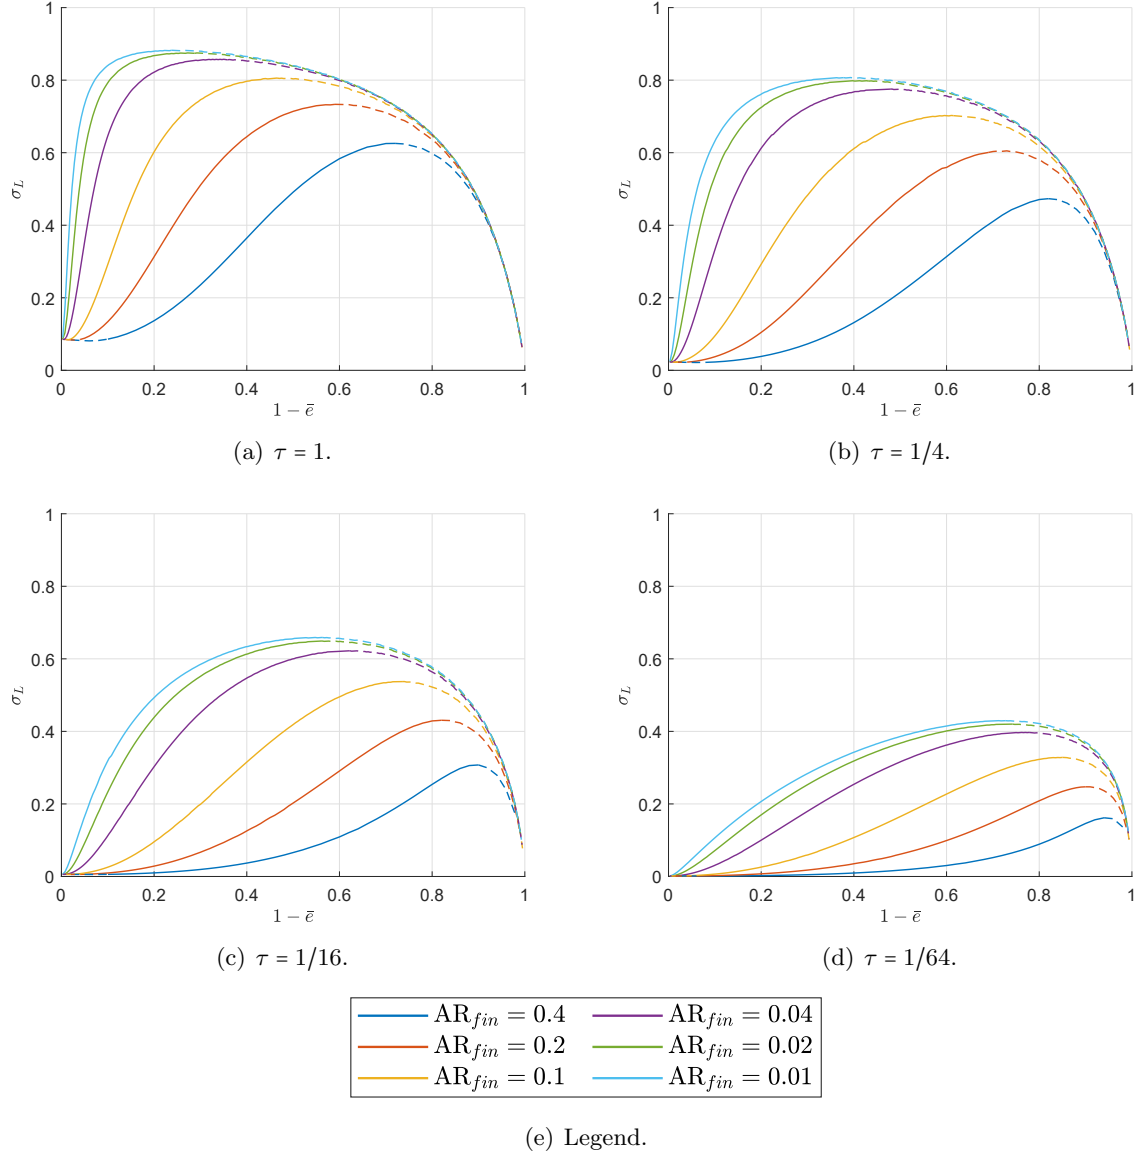 1
0.8
0.6
σ_L
0.4
0.2
0
0 0.2 0.4 0.6 0.8 1
1 − ē
(a) τ = 1.
1
0.8
0.6
σ_L
0.4
0.2
0
0 0.2 0.4 0.6 0.8 1
1 − ē
(b) τ = 1/4.
1
0.8
0.6
σ_L
0.4
0.2
0
0 0.2 0.4 0.6 0.8 1
1 − ē
(c) τ = 1/16.
1
0.8
0.6
σ_L
0.4
0.2
0
0 0.2 0.4 0.6 0.8 1
1 − ē
(d) τ = 1/64.
AR_fin = 0.4 AR_fin = 0.04
AR_fin = 0.2 AR_fin = 0.02
AR_fin = 0.1 AR_fin = 0.01
(e) Legend.